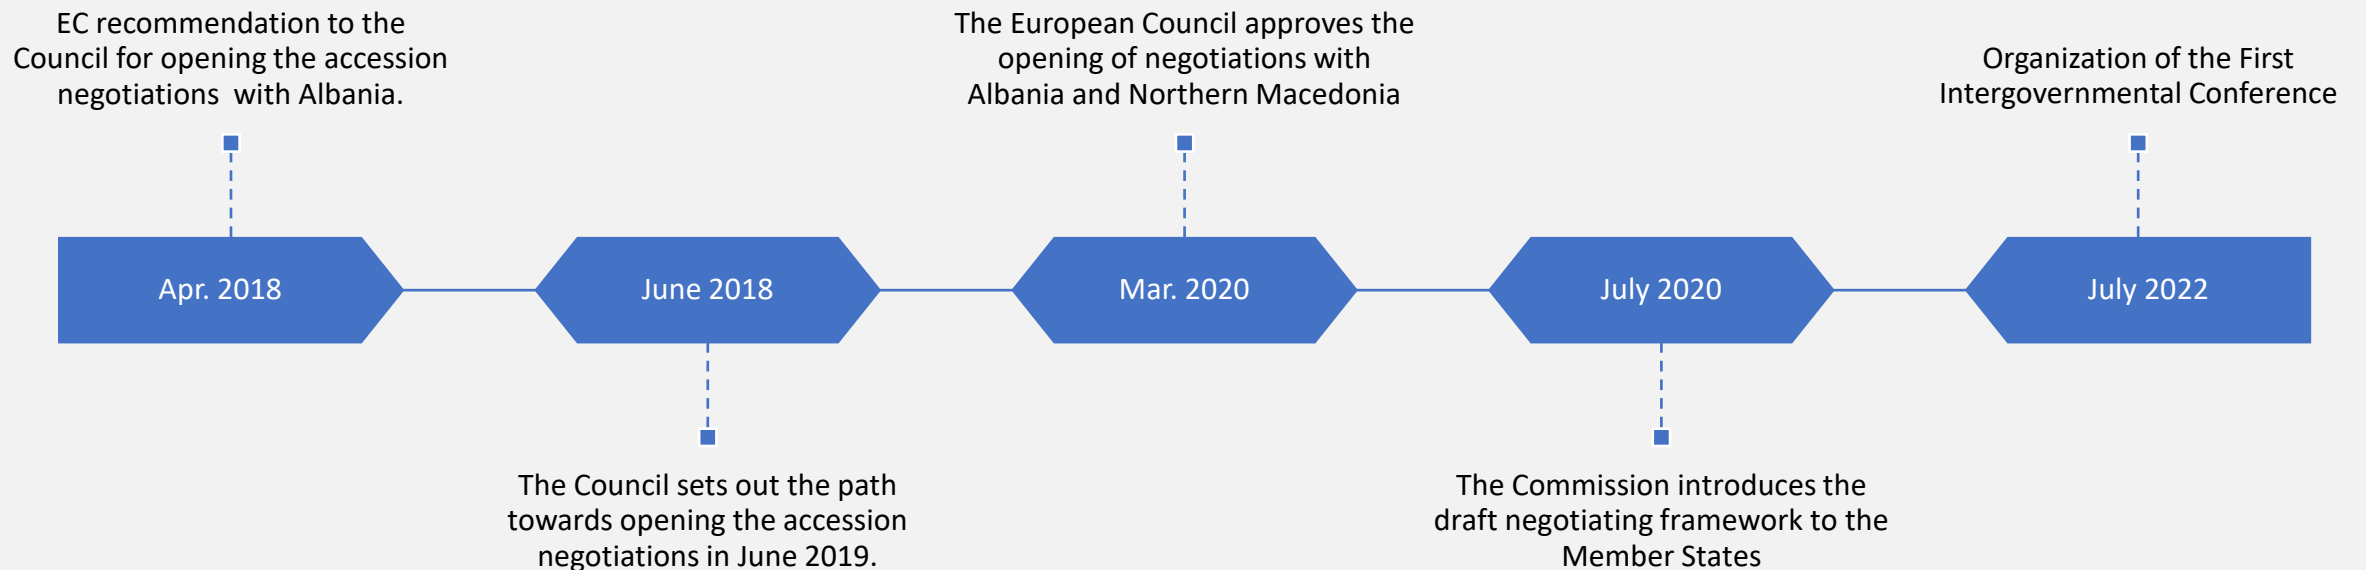 EC recommendation to the
Council for opening the accession
negotiations  with Albania.
The European Council approves the
opening of negotiations with
Albania and Northern Macedonia
Organization of the First
Intergovernmental Conference
Apr. 2018
June 2018
Mar. 2020
July 2020
July 2022
The Council sets out the path
towards opening the accession
negotiations in June 2019.
The Commission introduces the
draft negotiating framework to the
Member States